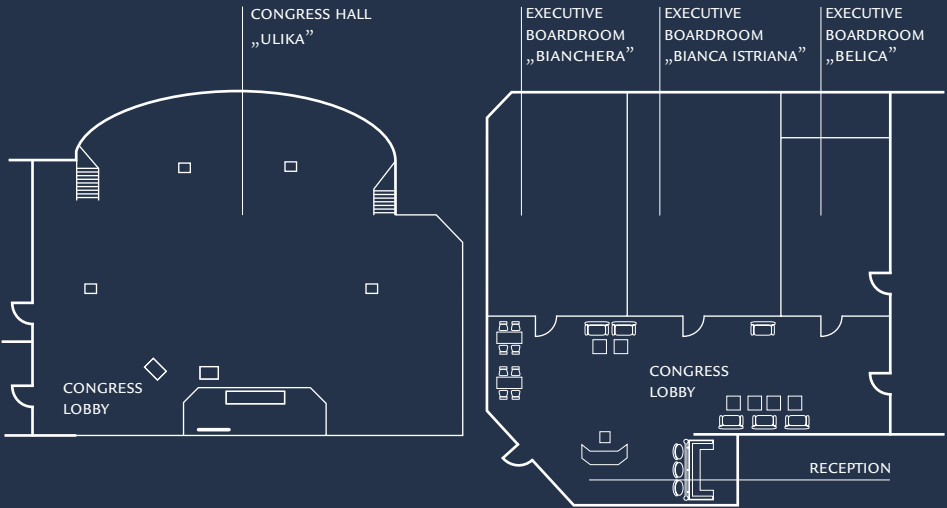 CONGRESS HALL
„ULIKA”
EXECUTIVE
BOARDROOM
„BIANCHERA”
EXECUTIVE
BOARDROOM
„BIANCA ISTRIANA”
EXECUTIVE
BOARDROOM
„BELICA”
CONGRESS
LOBBY
CONGRESS
LOBBY
RECEPTION